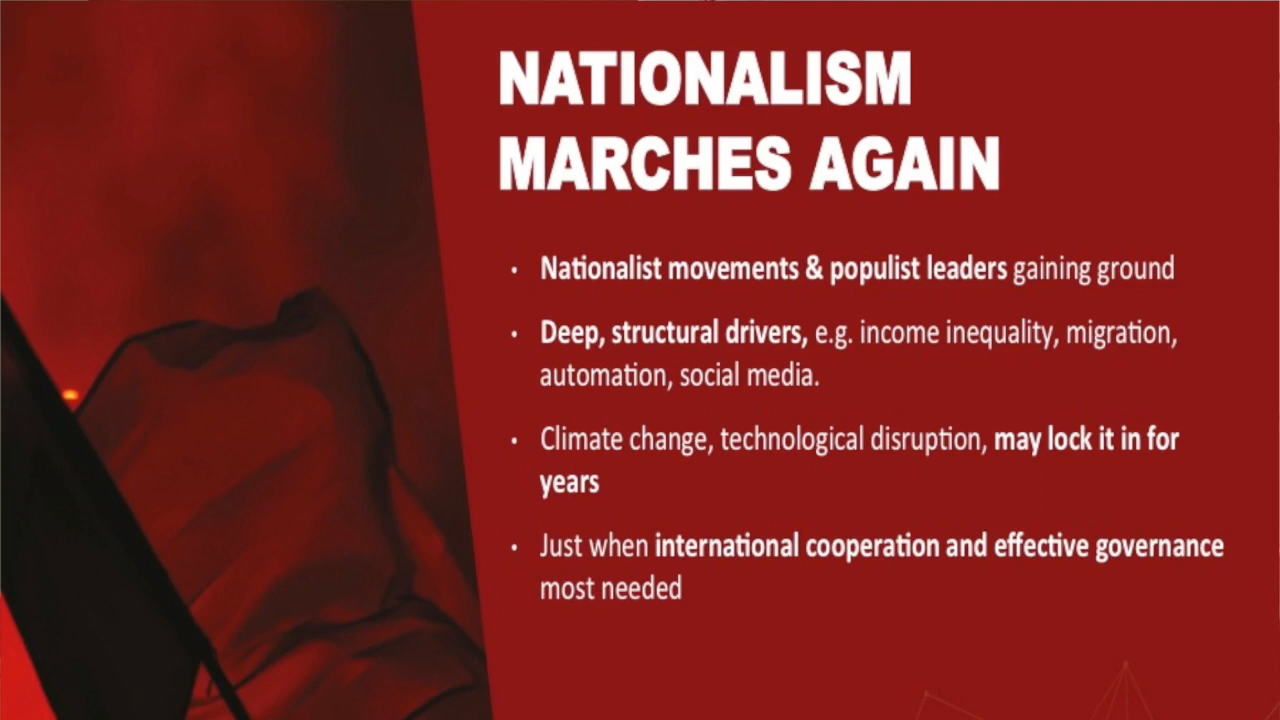 NATIONALISM
MARCHES AGAIN
• Nationalist movements & populist leaders gaining ground
• Deep, structural drivers, e.g. income inequality, migration,
automation, social media.
• Climate change, technological disruption, may lock it in for
years
• Just when international cooperation and effective governance
most needed